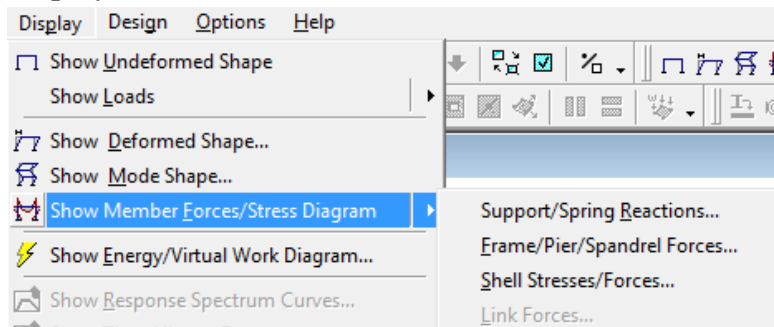 Display Design Options Help
Show Undeformed Shape
Show Loads
Show Deformed Shape...
Show Mode Shape...
Show Member Forces/Stress Diagram
Support/Spring Reactions...
Frame/Pier/Spandrel Forces...
Show Energy/Virtual Work Diagram...
Shell Stresses/Forces...
Show Response Spectrum Curves...
Link Forces...